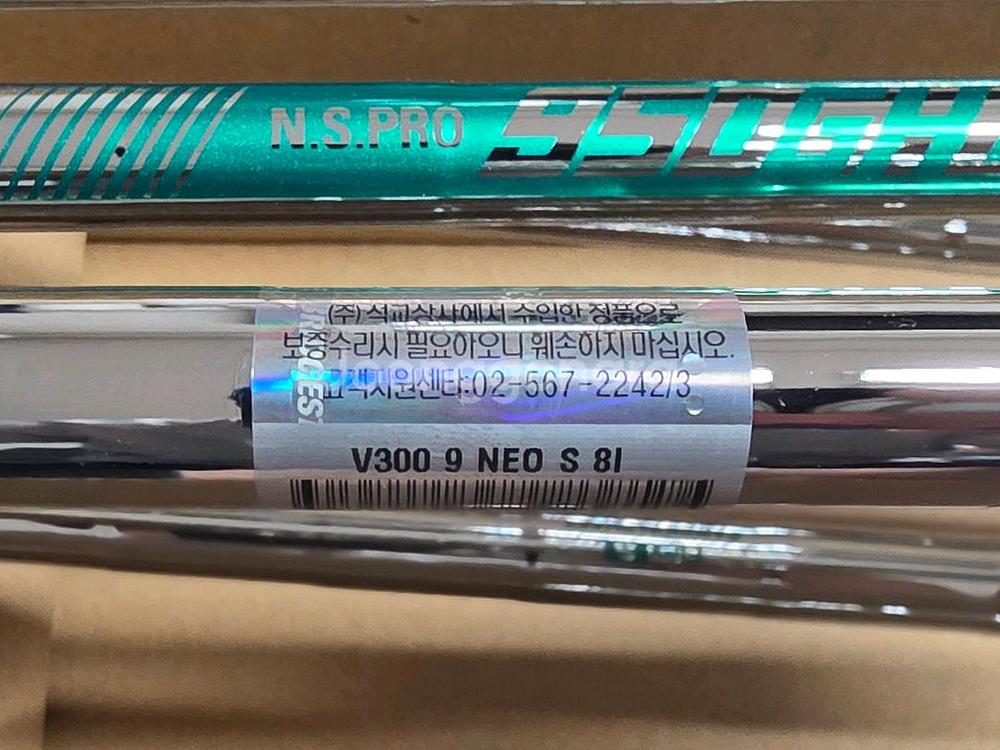 N.S.PRO 950GH
(주) 석교상사에서 수입한 정품으로
보증수리시 필요하오니 훼손하지 마십시오.
고객지원센타:02-567-2242/3
V300 9 NEO S 8I